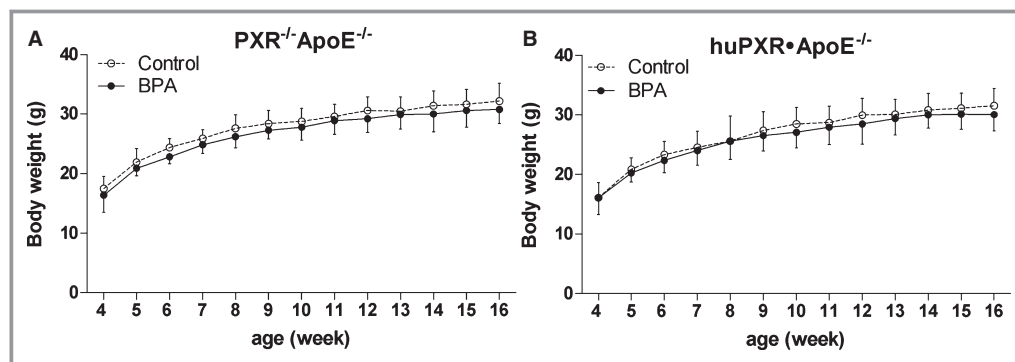 A
PXR⁻/⁻ApoE⁻/⁻
Control
BPA
Body weight (g)
40
30
20
10
0
4 5 6 7 8 9 10 11 12 13 14 15 16
age (week)
B
huPXR•ApoE⁻/⁻
Control
BPA
Body weight (g)
40
30
20
10
0
4 5 6 7 8 9 10 11 12 13 14 15 16
age (week)